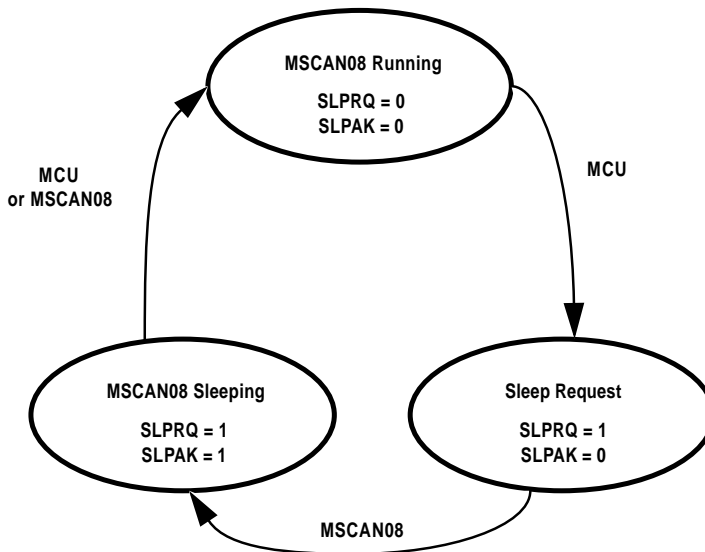 MSCAN08 Running
SLPRQ = 0
SLPAK = 0
MCU
or MSCAN08
MCU
MSCAN08 Sleeping
SLPRQ = 1
SLPAK = 1
Sleep Request
SLPRQ = 1
SLPAK = 0
MSCAN08